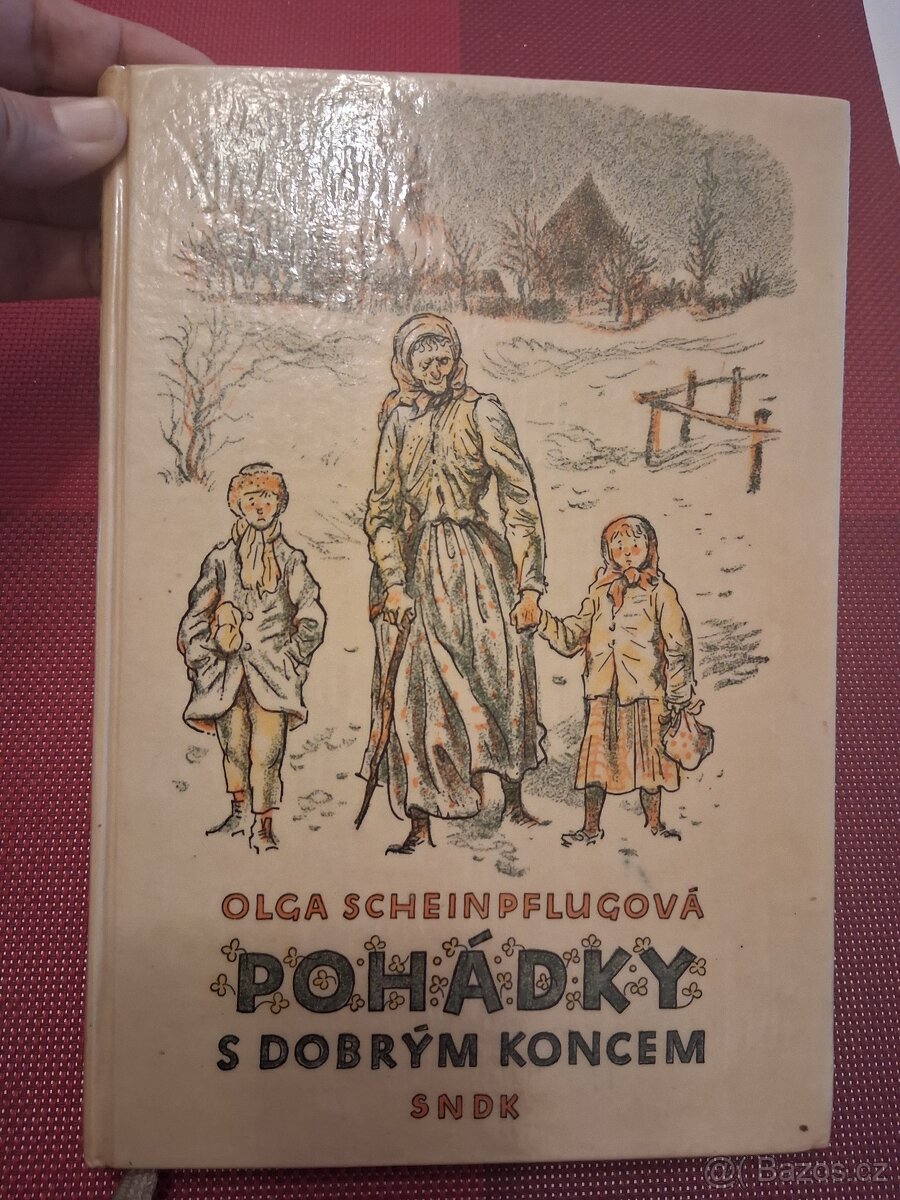 OLGA SCHEINPFLUGOVÁ
POHÁDKY
S DOBRÝM KONCEM
SNDK
@( Bazos.cz